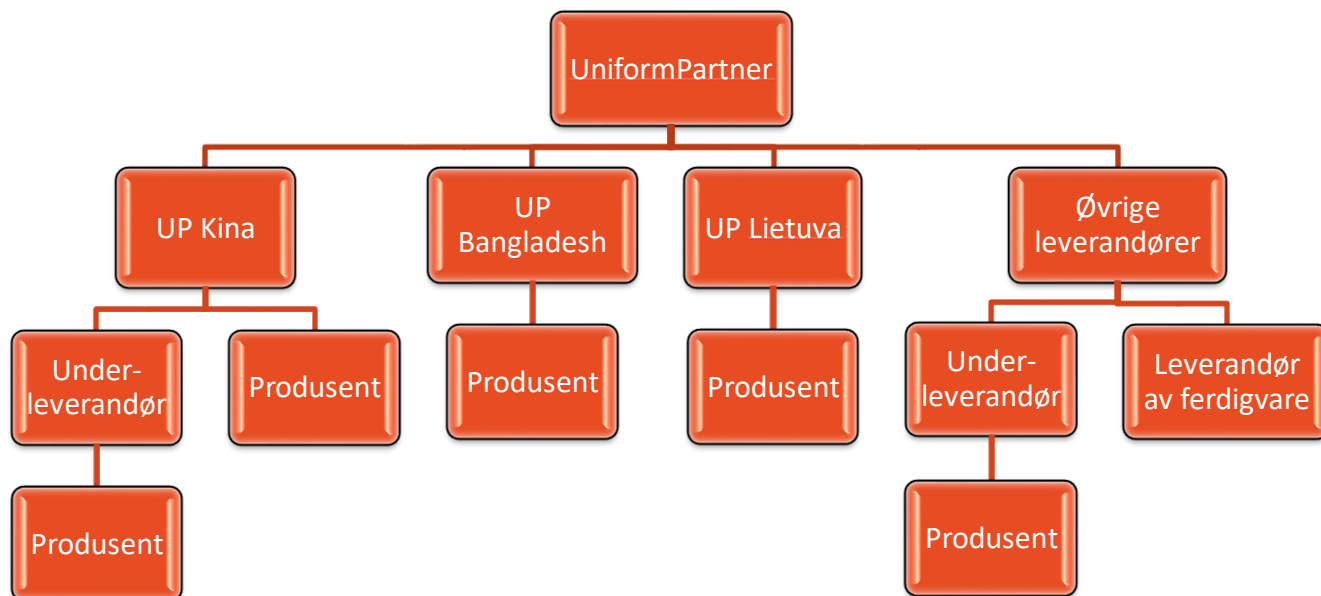 UniformPartner
UP Kina
UP
Bangladesh
UP Lietuva
Øvrige
leverandører
Under-
leverandør
Produsent
Produsent
Produsent
Under-
leverandør
Leverandør
av ferdigvare
Produsent
Produsent